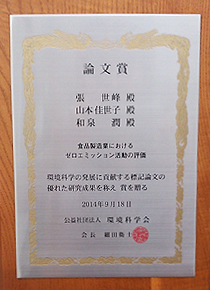 論文賞
張 世峰 殿
山本佳世子 殿
和泉 潤 殿
食品製造業における
ゼロエミッション活動の評価
環境科学の発展に貢献する標記論文の
優れた研究成果を称え 賞を贈る
2014年9月18日
公益社団法人 環境科学会
会長 細田衛士